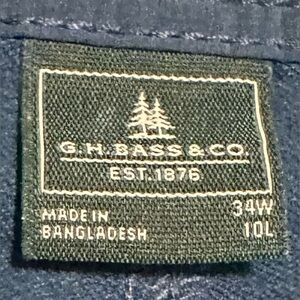 G.H.BASS & CO.
EST. 1876
MADE IN
BANGLADESH
34W
10L